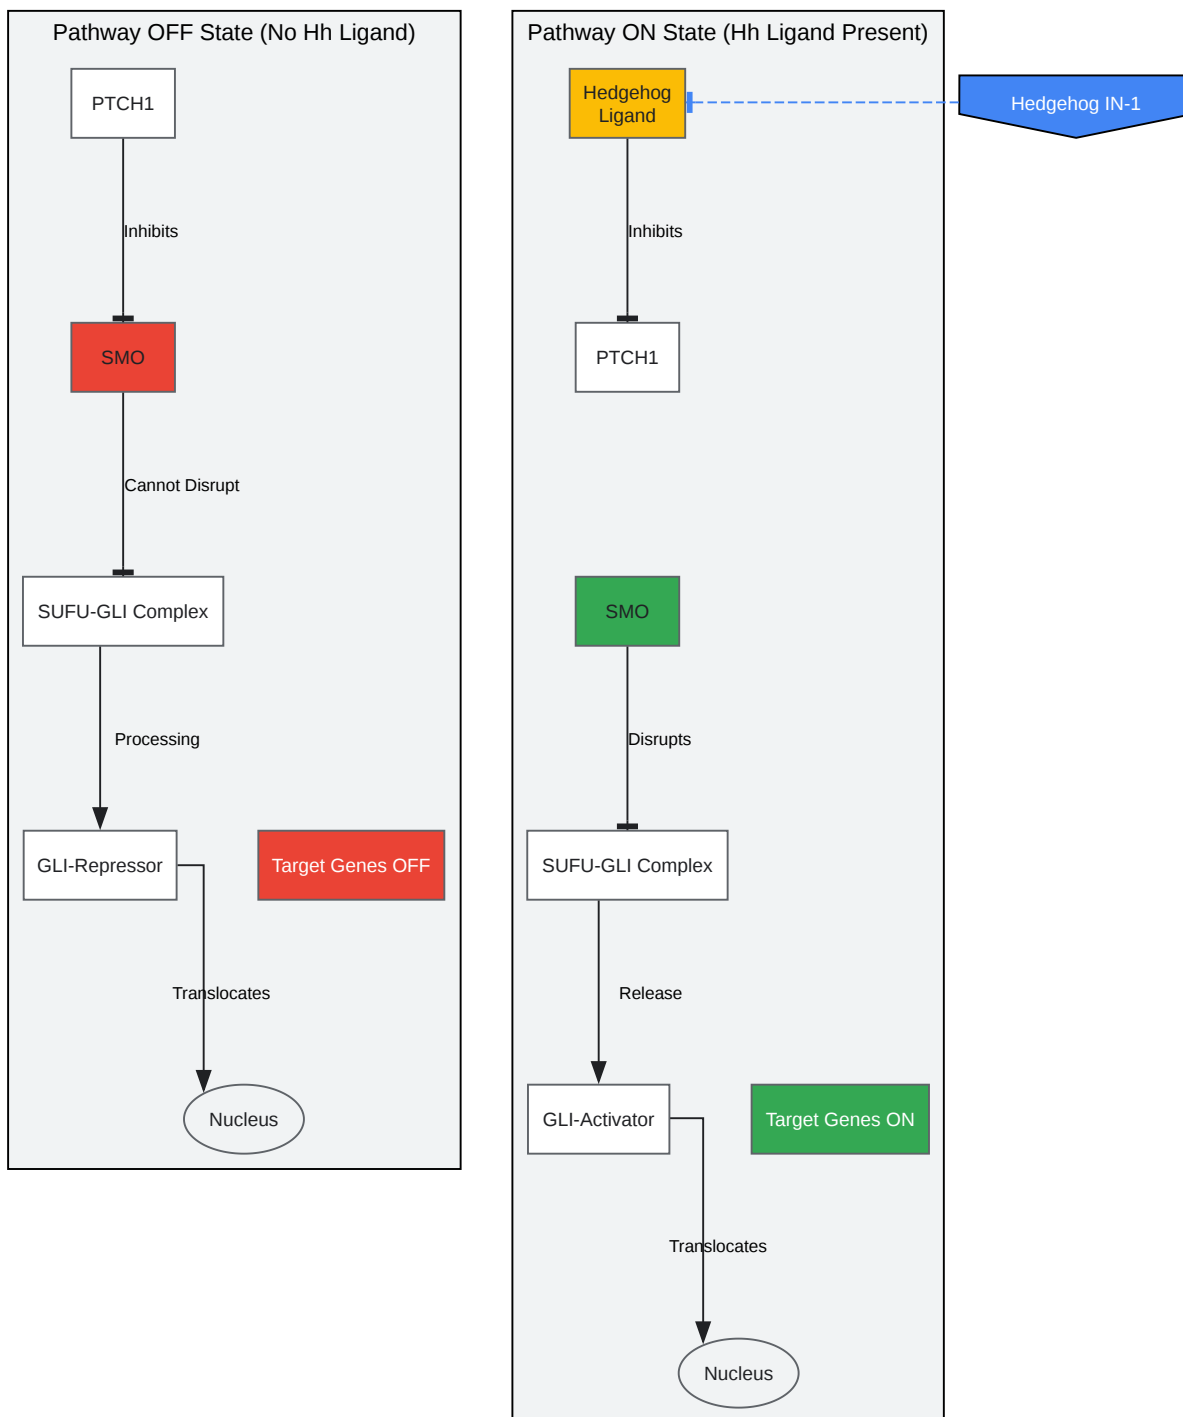 Pathway OFF State (No Hh Ligand)
PTCH1
Inhibits
SMO
Cannot Disrupt
SUFU-GLI Complex
Processing
GLI-Repressor
Target Genes OFF
Translocates
Nucleus
Pathway ON State (Hh Ligand Present)
Hedgehog
Ligand
Hedgehog IN-1
Inhibits
PTCH1
SMO
Disrupts
SUFU-GLI Complex
Release
GLI-Activator
Target Genes ON
Translocates
Nucleus